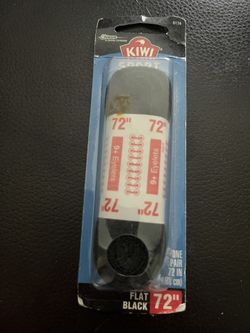 KIWI
SPORT
72"
72"
9+ Eyelets
9+ Eyelets
72"
72"
ONE
PAIR
72 IN
FLAT
BLACK
72"